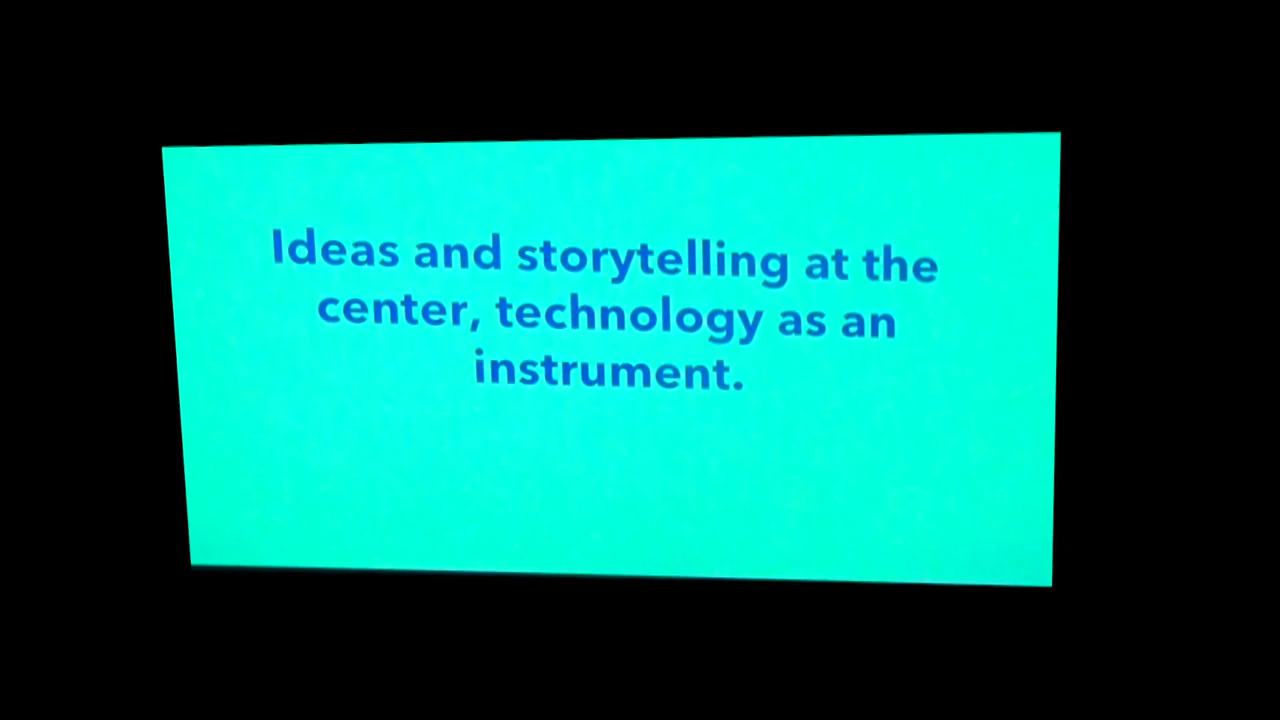 Ideas and storytelling at the
center, technology as an
instrument.